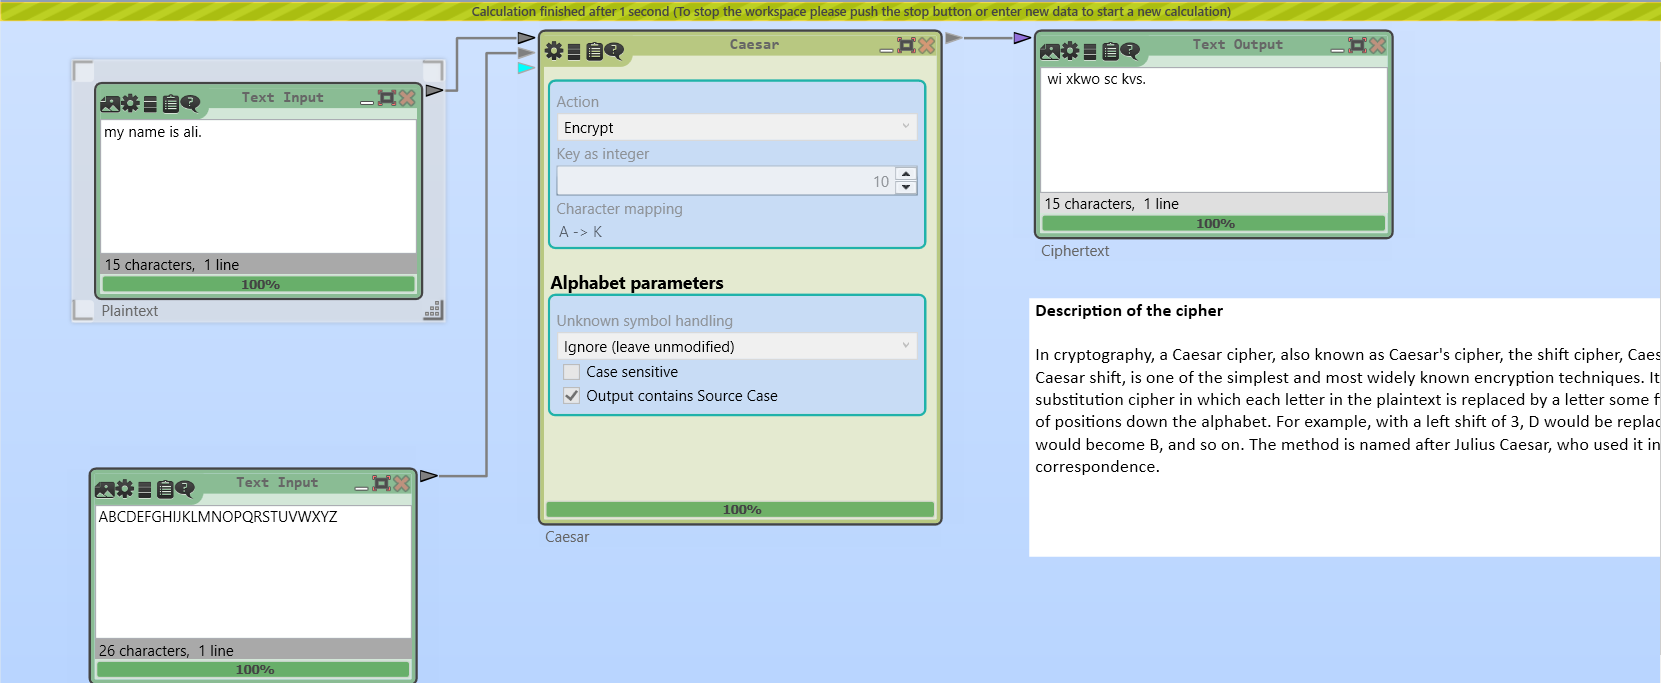 Calculation finished after 1 second (To stop the workspace please push the stop button or enter new data to start a new calculation)
Text Input
my name is ali.
15 characters,  1 line
100%
Plaintext
Text Input
ABCDEFGHIJKLMNOPQRSTUVWXYZ
26 characters,  1 line
100%
Caesar
Action
Encrypt
Key as integer
10
Character mapping
A -> K
Alphabet parameters
Unknown symbol handling
Ignore (leave unmodified)
Case sensitive
Output contains Source Case
100%
Caesar
Text Output
wi xkwo sc kvs.
15 characters,  1 line
100%
Ciphertext
Description of the cipher
In cryptography, a Caesar cipher, also known as Caesar's cipher, the shift cipher, Caes
Caesar shift, is one of the simplest and most widely known encryption techniques. It
substitution cipher in which each letter in the plaintext is replaced by a letter some f
of positions down the alphabet. For example, with a left shift of 3, D would be replac
would become B, and so on. The method is named after Julius Caesar, who used it in
correspondence.